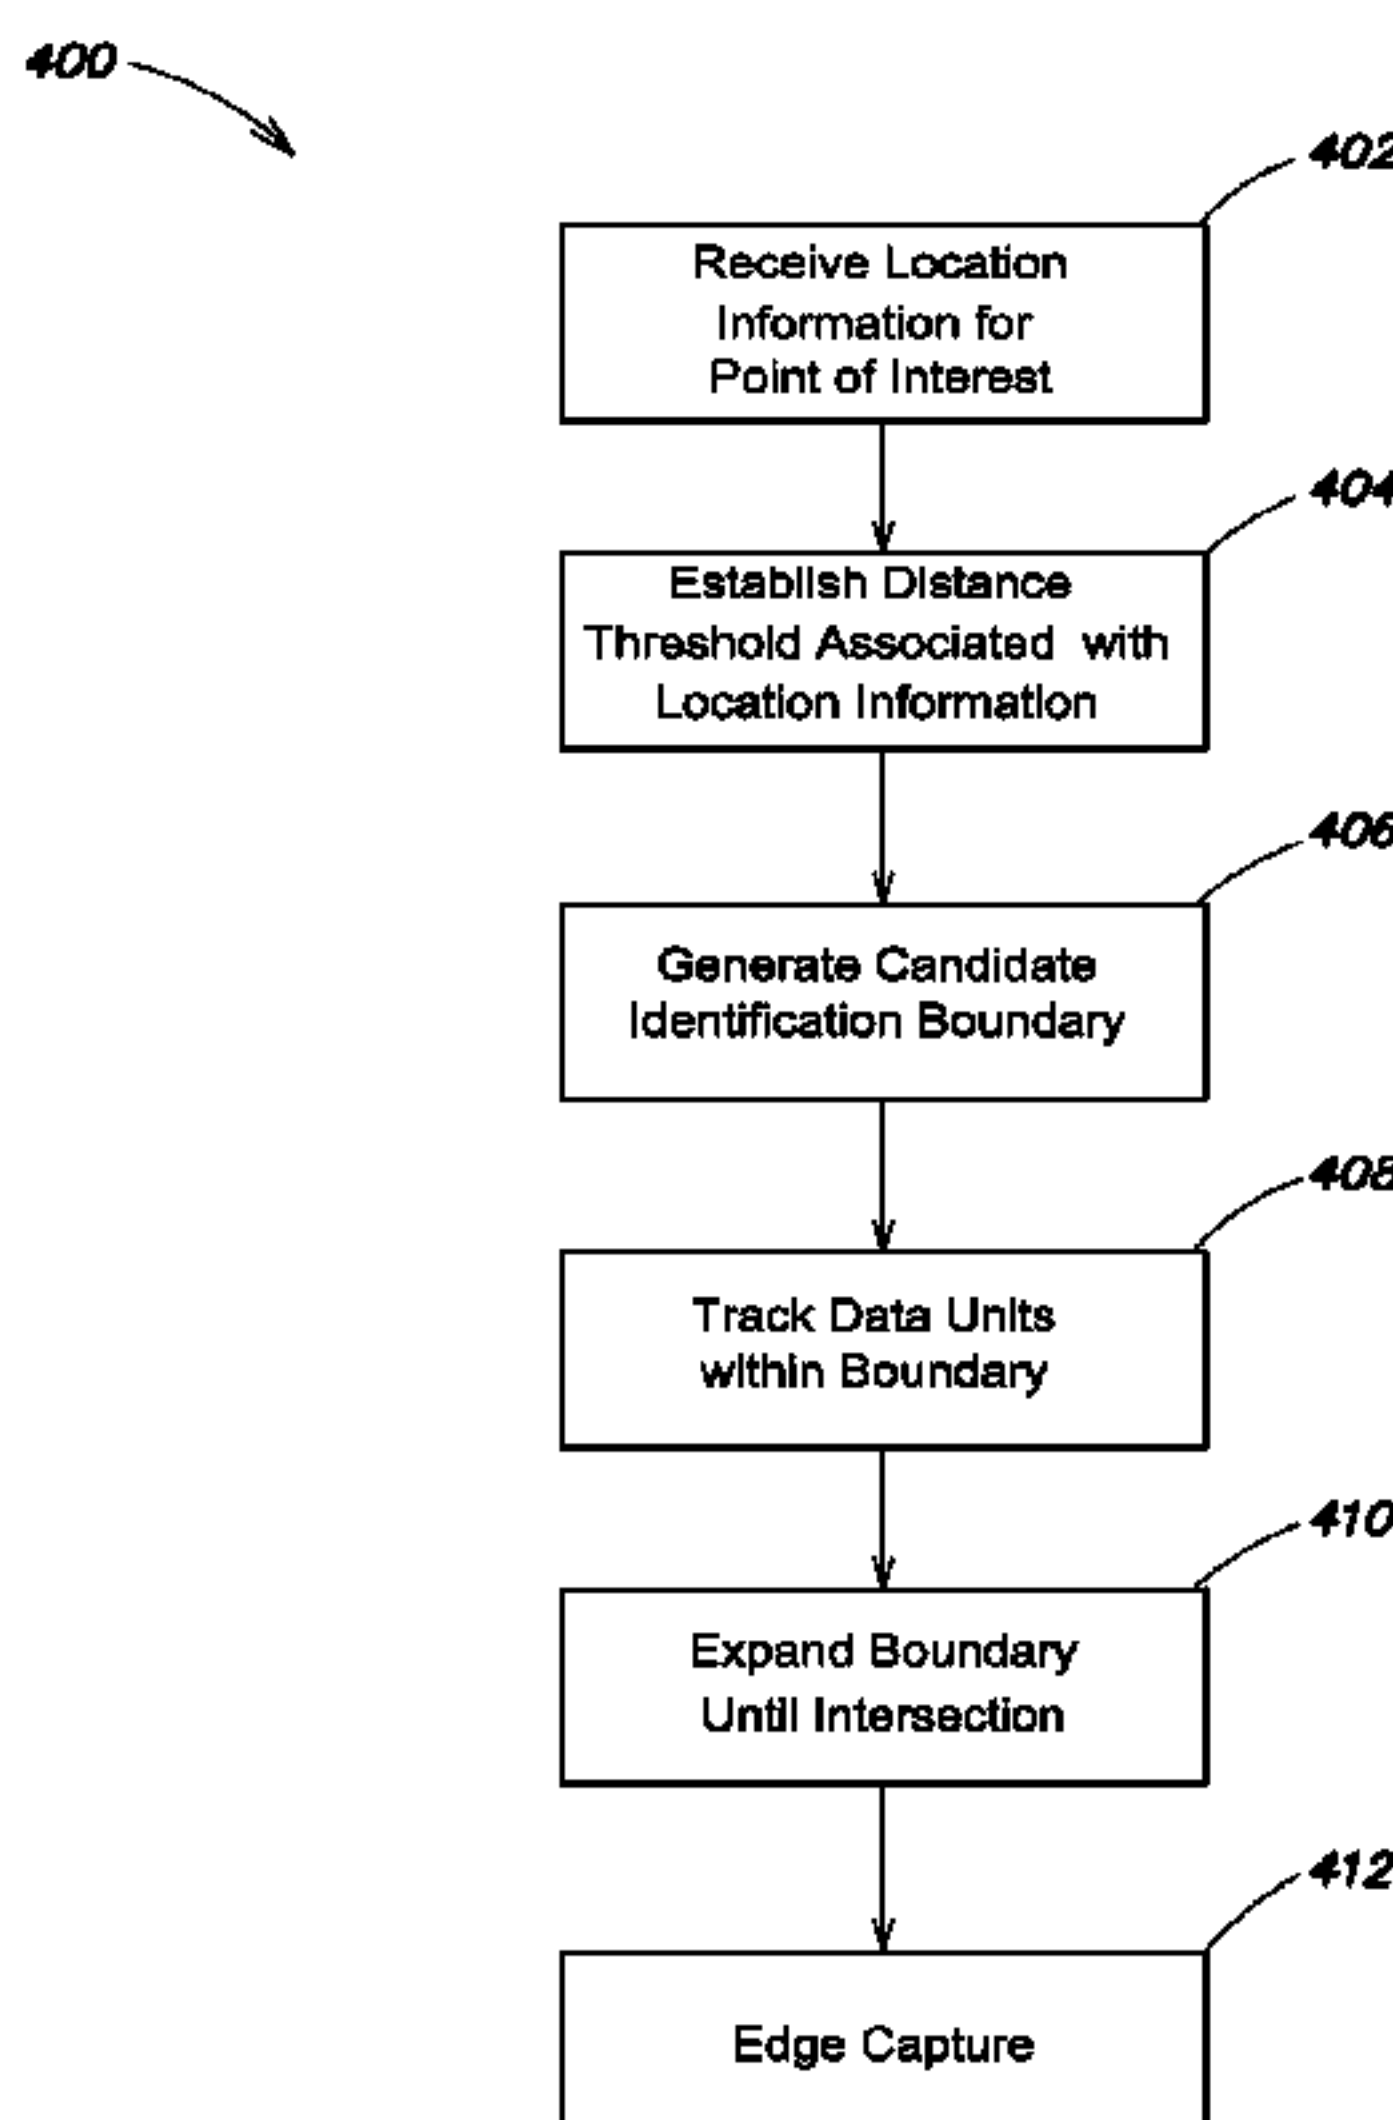 400
402
Receive Location
Information for
Point of Interest
404
Establish Distance
Threshold Associated with
Location Information
406
Generate Candidate
Identification Boundary
408
Track Data Units
within Boundary
410
Expand Boundary
Until Intersection
412
Edge Capture